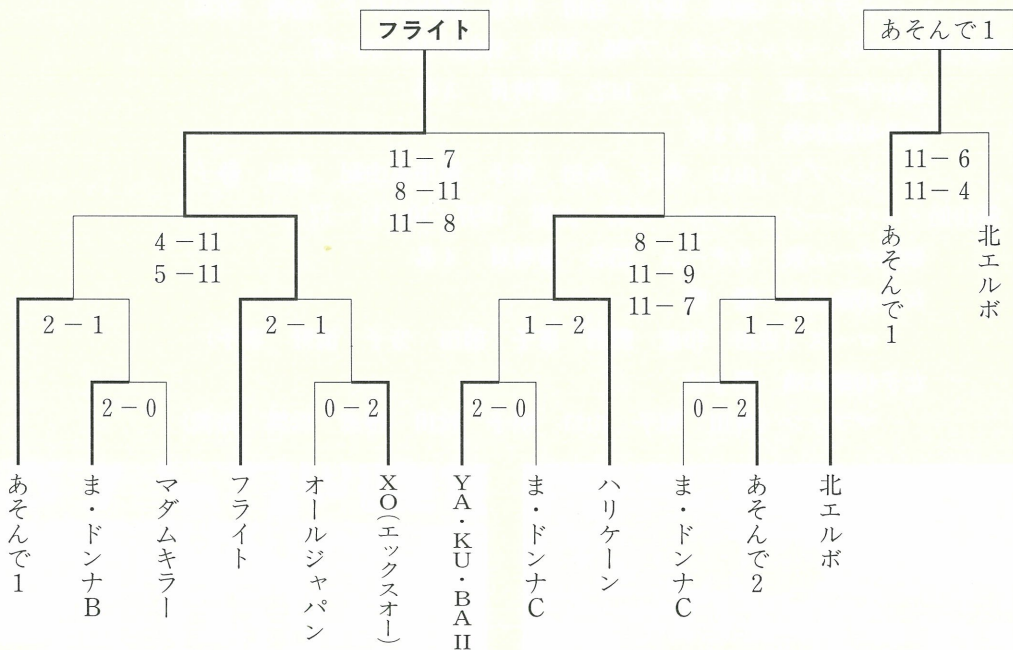 フライト
あそんで1
11－7
8－11
11－8
11－6
11－4
あそんで1
北エルボ
4－11
5－11
8－11
11－9
11－7
2－1
2－1
1－2
1－2
2－0
0－2
2－0
0－2
あそんで1
ま・ドンナB
マダムキラー
フライト
オールジャパン
XO(エックスオー)
YA・KU・BAII
ま・ドンナC
ハリケーン
ま・ドンナC
あそんで2
北エルボ